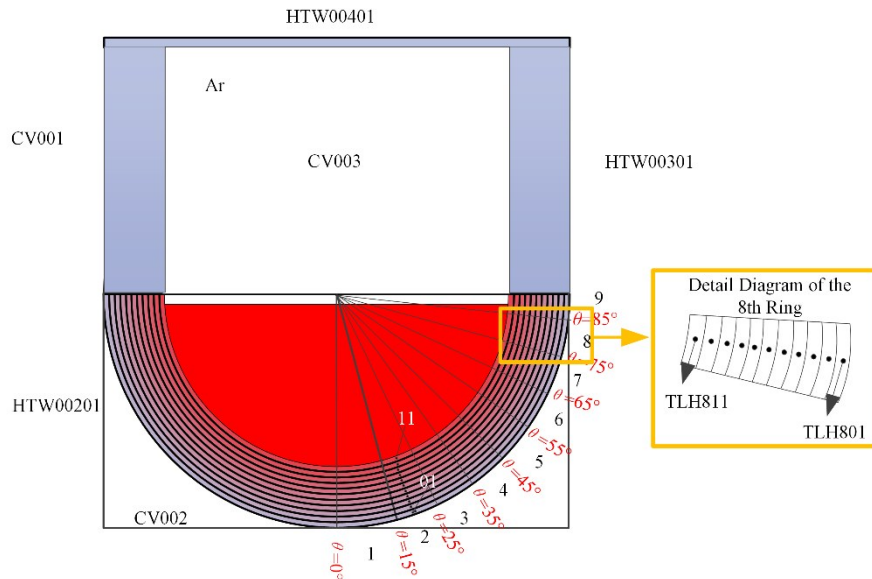 HTW00401
Ar
CV001
CV003
HTW00301
Detail Diagram of the
8th Ring
TLH811
TLH801
9
θ=85°
8
θ=75°
7
θ=65°
6
θ=55°
5
θ=45°
4
θ=35°
3
θ=25°
2
θ=15°
1
θ=0°
11
01
HTW00201
CV002